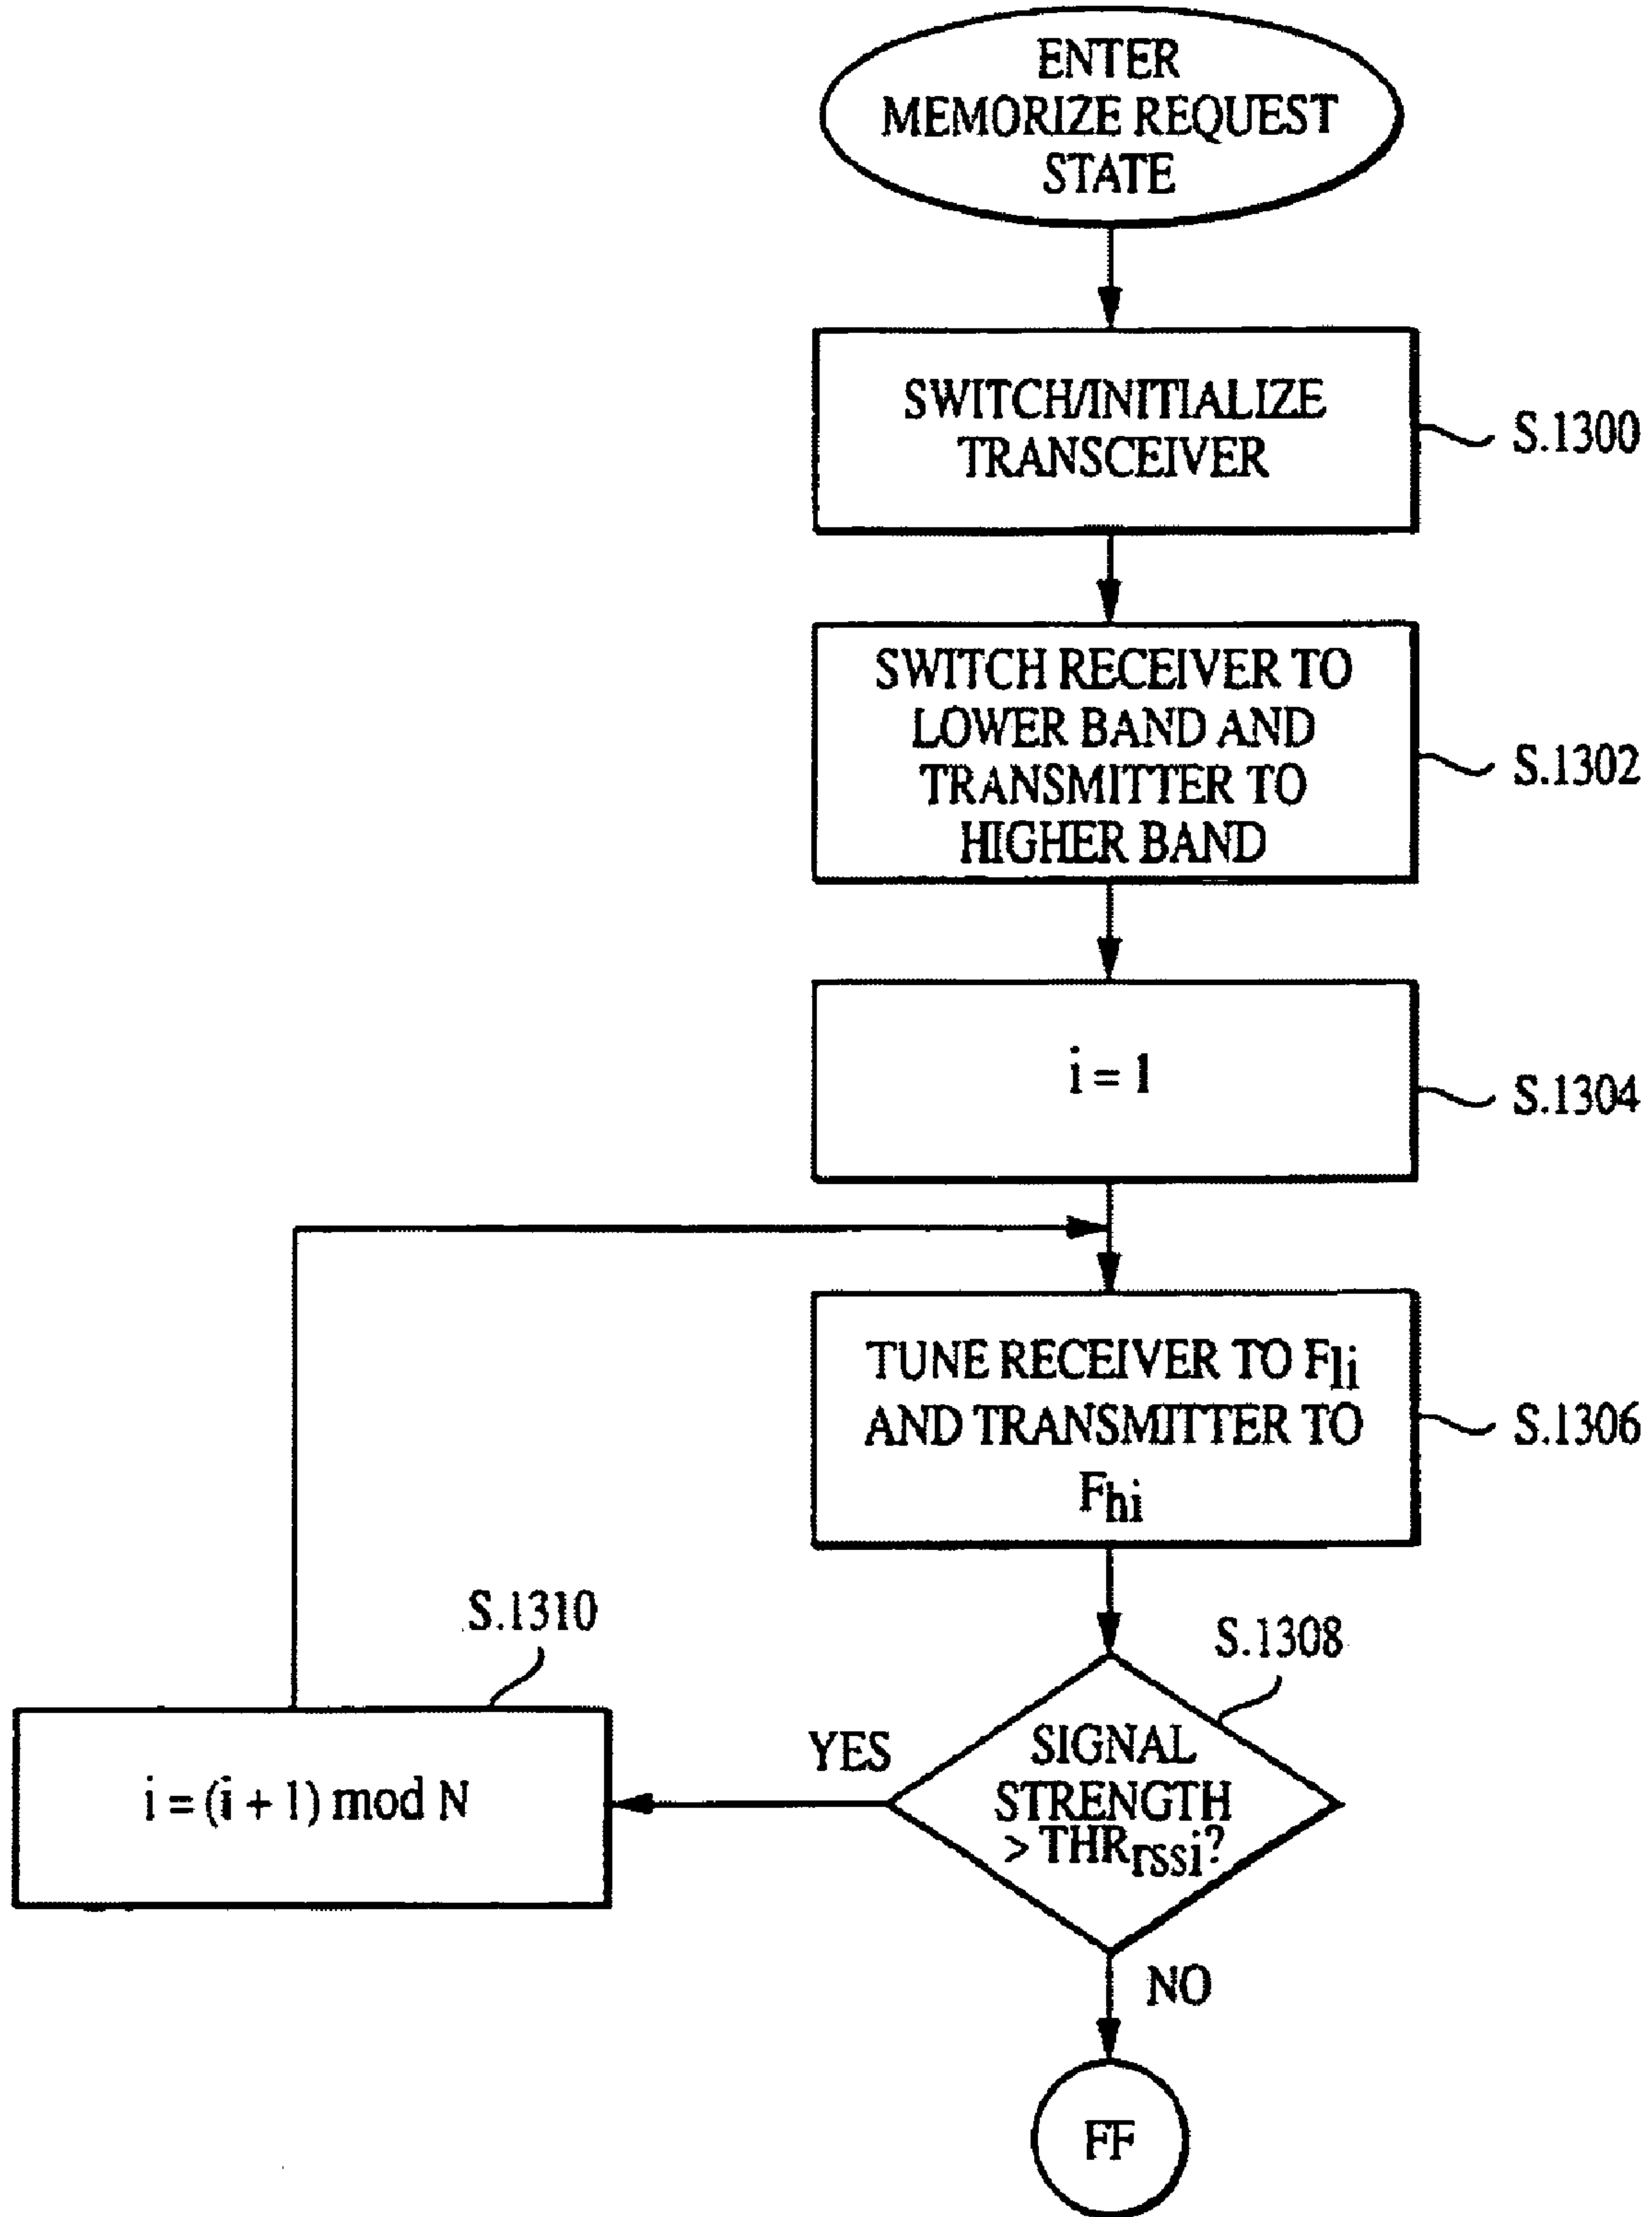 ENTER
MEMORIZE REQUEST
STATE
SWITCH/INITIALIZE
TRANSCEIVER
S.1300
SWITCH RECEIVER TO
LOWER BAND AND
TRANSMITTER TO
HIGHER BAND
S.1302
i = 1
S.1304
TUNE RECEIVER TO Fli
AND TRANSMITTER TO
Fhi
S.1306
S.1310
i = (i + 1) mod N
S.1308
YES
SIGNAL
STRENGTH
> THRrssi?
NO
FF